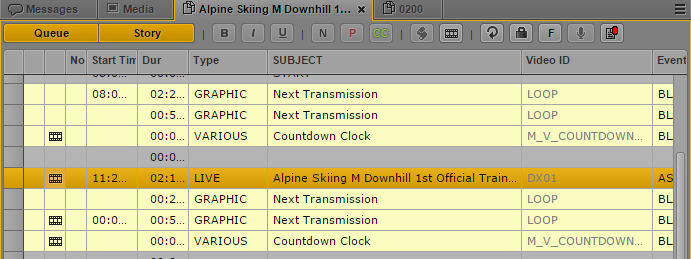 Messages Media Alpine Skiing M Downhill 1... 0200
Queue Story B I U N P CC F
No Start Tim Dur Type SUBJECT Video ID Event
START
08:0... 02:2... GRAPHIC Next Transmission LOOP BL
00:5... GRAPHIC Next Transmission LOOP BL
00:0... VARIOUS Countdown Clock M_V_COUNTDOWN... BL
00:0...
11:2... 02:1... LIVE Alpine Skiing M Downhill 1st Official Train... DX01 AS
00:2... GRAPHIC Next Transmission LOOP BL
00:0... 00:5... GRAPHIC Next Transmission LOOP BL
00:0... VARIOUS Countdown Clock M_V_COUNTDOWN... BL